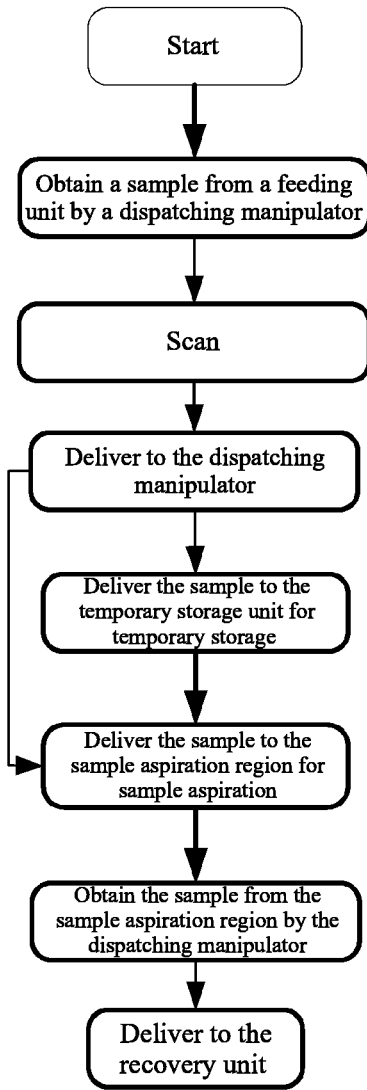 Start
Obtain a sample from a feeding
unit by a dispatching manipulator
Scan
Deliver to the dispatching
manipulator
Deliver the sample to the
temporary storage unit for
temporary storage
Deliver the sample to the
sample aspiration region for
sample aspiration
Obtain the sample from the
sample aspiration region by the
dispatching manipulator
Deliver to the
recovery unit